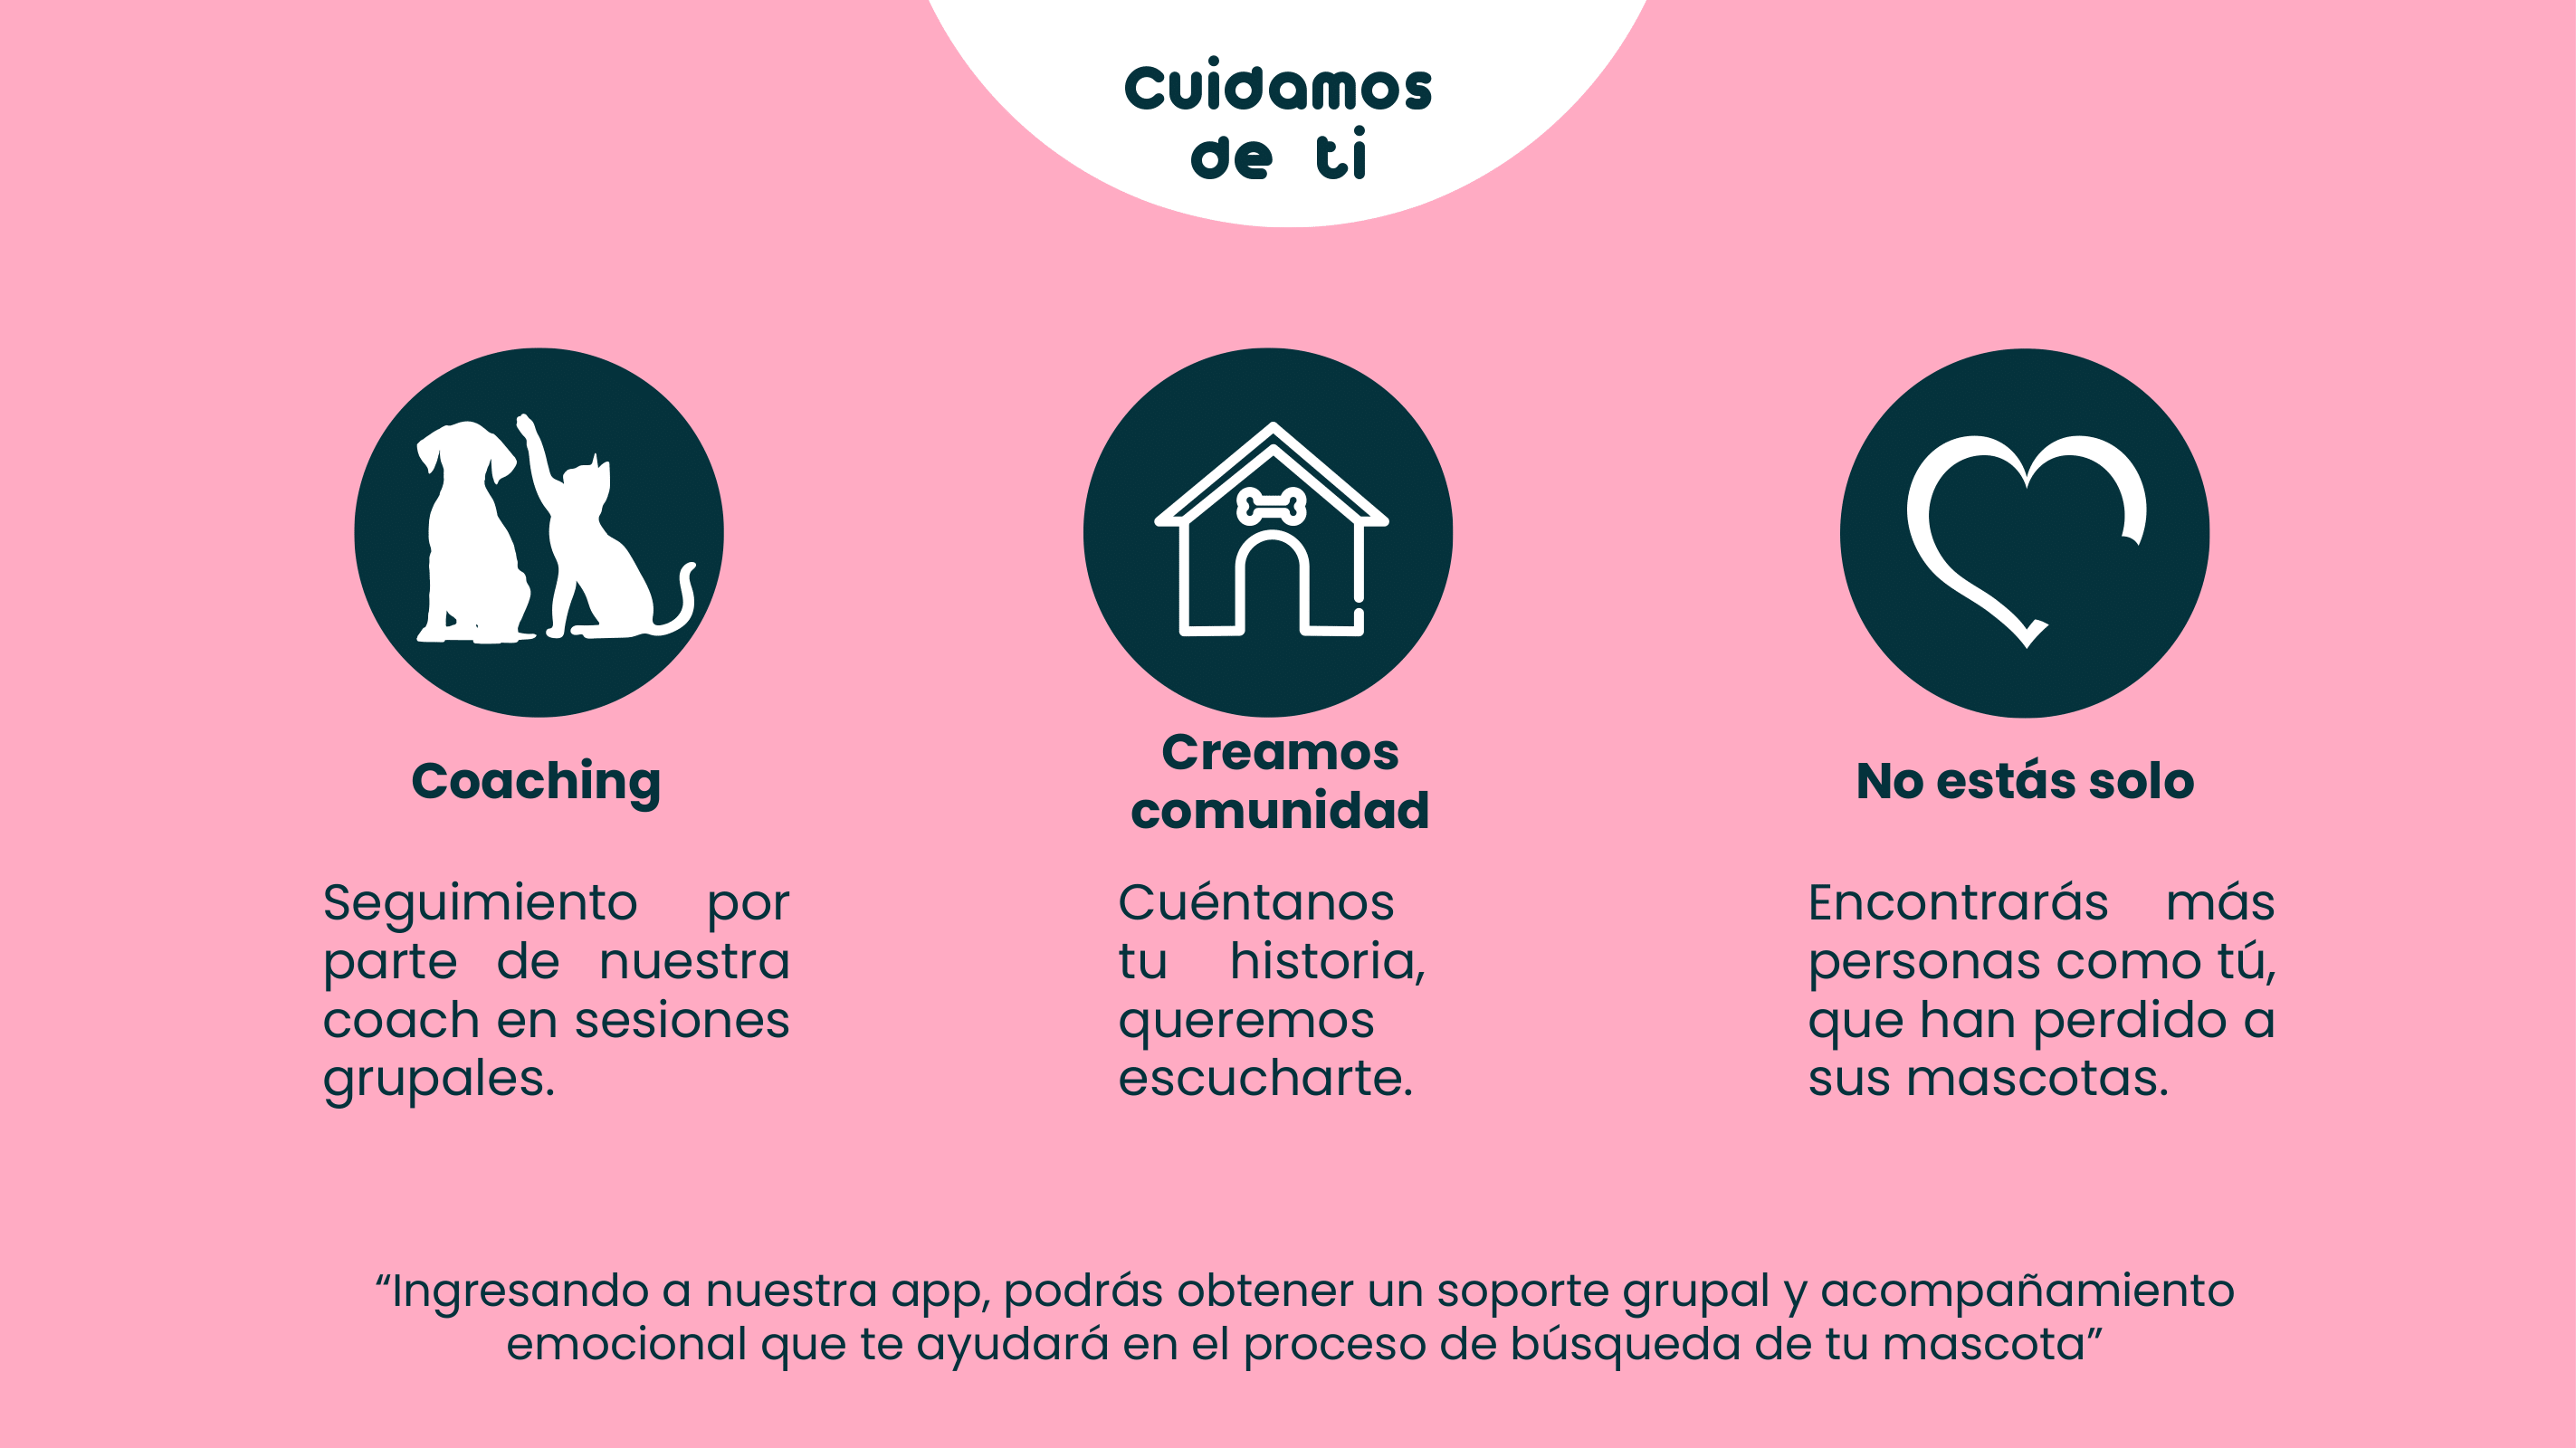 Cuidamos
de ti
Coaching
Seguimiento por
parte de nuestra
coach en sesiones
grupales.
Creamos
comunidad
Cuéntanos
tu historia,
queremos
escucharte.
No estás solo
Encontrarás más
personas como tú,
que han perdido a
sus mascotas.
“Ingresando a nuestra app, podrás obtener un soporte grupal y acompañamiento
emocional que te ayudará en el proceso de búsqueda de tu mascota”